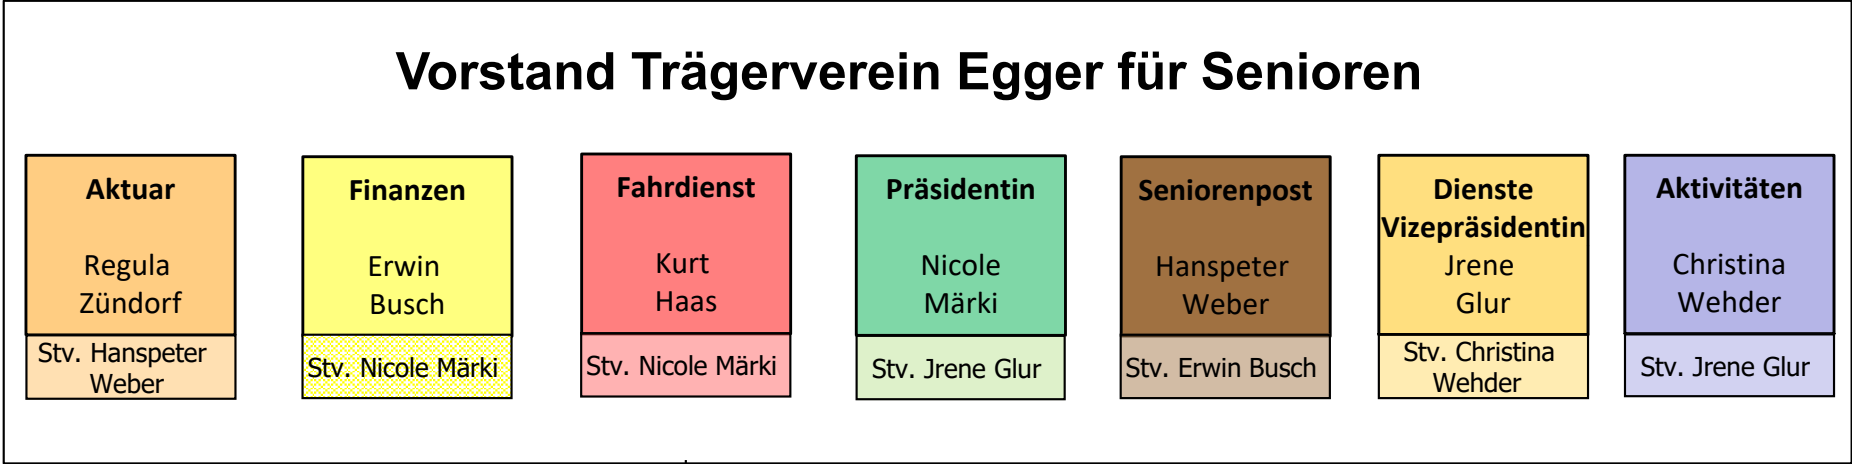 Vorstand Trägerverein Egger für Senioren
Aktuar
Regula
Zündorf
Stv. Hanspeter
Weber
Finanzen
Erwin
Busch
Stv. Nicole Märki
Fahrdienst
Kurt
Haas
Stv. Nicole Märki
Präsidentin
Nicole
Märki
Stv. Jrene Glur
Seniorenpost
Hanspeter
Weber
Stv. Erwin Busch
Dienste
Vizepräsidentin
Jrene
Glur
Stv. Christina
Wehder
Aktivitäten
Christina
Wehder
Stv. Jrene Glur